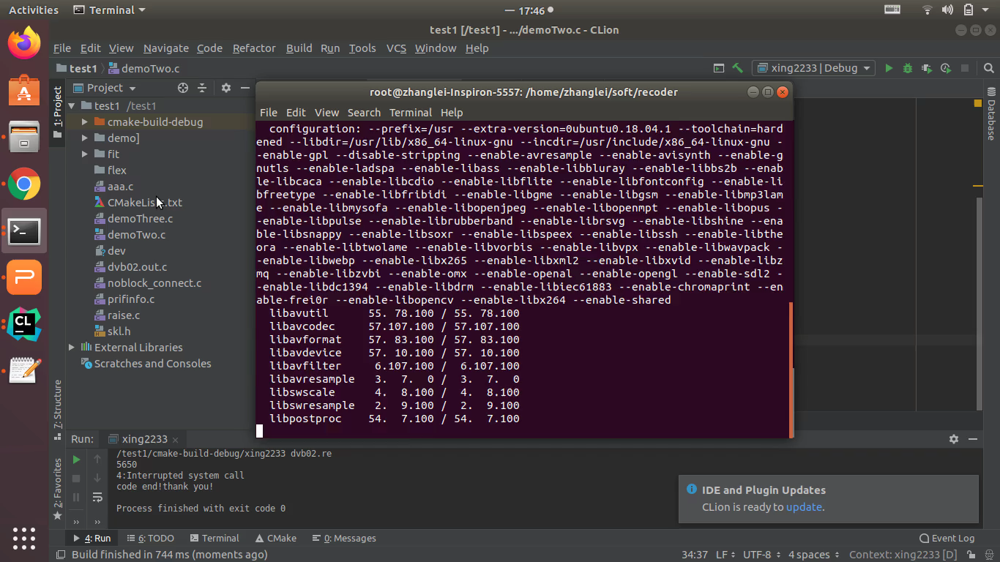 Activities Terminal 17:46
test1 [/test1] - .../demoTwo.c - CLion
File Edit View Navigate Code Refactor Build Run Tools VCS Window Help
test1 demoTwo.c xing2233 | Debug
1: Project
Project
test1 /test1
cmake-build-debug
demo]
fit
flex
aaa.c
demoThree.c
demoTwo.c
dev
dvb02.out.c
noblock_connect.c
prifinfo.c
raise.c
skl.h
External Libraries
Scratches and Consoles
Database
root@zhanglei-Inspiron-5557: /home/zhanglei/soft/recoder
File Edit View Search Terminal Help
configuration: --prefix=/usr --extra-version=0ubuntu0.18.04.1 --toolchain=hard
ened --libdir=/usr/lib/x86_64-linux-gnu --incdir=/usr/include/x86_64-linux-gnu -
-enable-gpl --disable-stripping --enable-avresample --enable-avisynth --enable-g
nutls --enable-ladspa --enable-libass --enable-libbluray --enable-libbs2b --enab
le-libcaca --enable-libcdio --enable-libflite --enable-libfontconfig --enable-li
bfreetype --enable-libfribidi --enable-libgme --enable-libgsm --enable-libmp3lam
e --enable-libmysofa --enable-libopenjpeg --enable-libopenmpt --enable-libopus -
-enable-libpulse --enable-librubberband --enable-librsvg --enable-libshine --ena
ble-libsnappy --enable-libsoxr --enable-libspeex --enable-libssh --enable-libthe
ora --enable-libtwolame --enable-libvorbis --enable-libvpx --enable-libwavpack -
-enable-libwebp --enable-libx265 --enable-libxml2 --enable-libxvid --enable-libz
mq --enable-libzvbi --enable-omx --enable-openal --enable-opengl --enable-sdl2 -
-enable-libdc1394 --enable-libdrm --enable-libiec61883 --enable-chromaprint --en
able-frei0r --enable-libopencv --enable-libx264 --enable-shared
libavutil 55. 78.100 / 55. 78.100
libavcodec 57.107.100 / 57.107.100
libavformat 57. 83.100 / 57. 83.100
libavdevice 57. 10.100 / 57. 10.100
libavfilter 6.107.100 / 6.107.100
libavresample 3. 7. 0 / 3. 7. 0
libswscale 4. 8.100 / 4. 8.100
libswresample 2. 9.100 / 2. 9.100
libpostproc 54. 7.100 / 54. 7.100
7: Structure
2: Favorites
Run: xing2233
/test1/cmake-build-debug/xing2233 dvb02.re
5650
4:Interrupted system call
code end!thank you!
Process finished with exit code 0
IDE and Plugin Updates
CLion is ready to update.
4: Run 6: TODO Terminal CMake 0: Messages Event Log
Build finished in 744 ms (moments ago) 34:37 LF UTF-8 4 spaces Context: xing2233 [D]